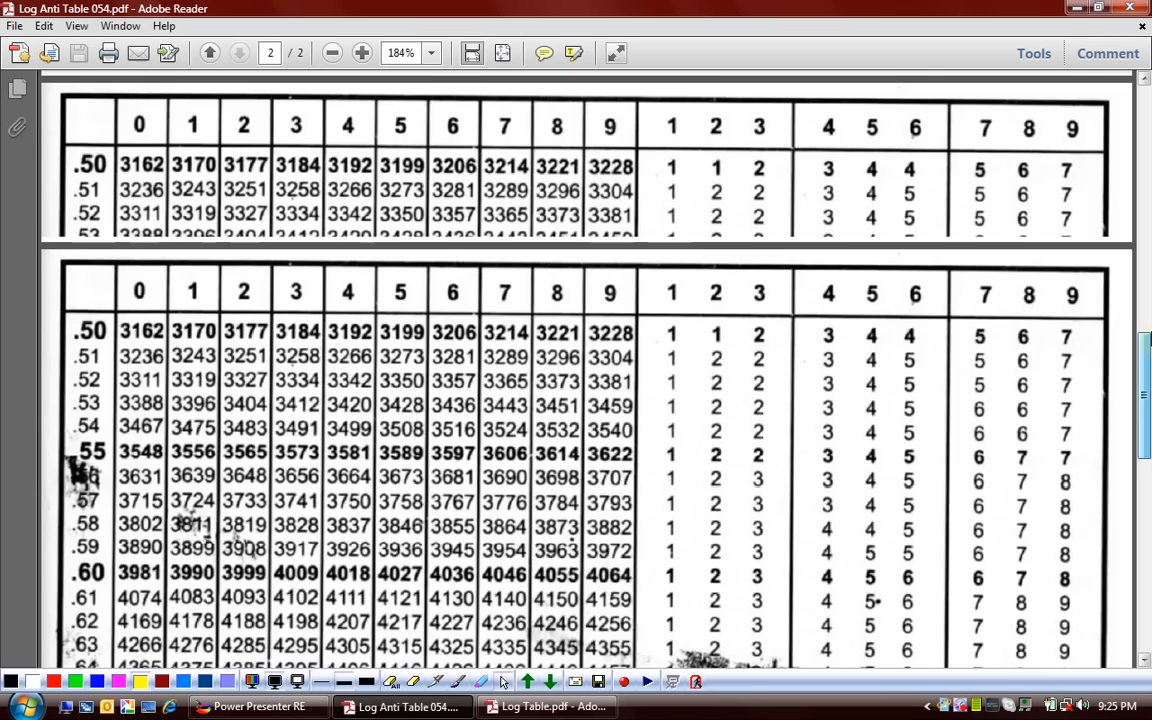 Log Anti Table 054.pdf - Adobe Reader
File Edit View Window Help
2 / 2 184% Tools Comment
0 1 2 3 4 5 6 7 8 9 1 2 3 4 5 6 7 8 9
.50 3162 3170 3177 3184 3192 3199 3206 3214 3221 3228 1 1 2 3 4 4 5 6 7
.51 3236 3243 3251 3258 3266 3273 3281 3289 3296 3304 1 2 2 3 4 5 5 6 7
.52 3311 3319 3327 3334 3342 3350 3357 3365 3373 3381 1 2 2 3 4 5 5 6 7
0 1 2 3 4 5 6 7 8 9 1 2 3 4 5 6 7 8 9
.50 3162 3170 3177 3184 3192 3199 3206 3214 3221 3228 1 1 2 3 4 4 5 6 7
.51 3236 3243 3251 3258 3266 3273 3281 3289 3296 3304 1 2 2 3 4 5 5 6 7
.52 3311 3319 3327 3334 3342 3350 3357 3365 3373 3381 1 2 2 3 4 5 5 6 7
.53 3388 3396 3404 3412 3420 3428 3436 3443 3451 3459 1 2 2 3 4 5 6 6 7
.54 3467 3475 3483 3491 3499 3508 3516 3524 3532 3540 1 2 2 3 4 5 6 6 7
.55 3548 3556 3565 3573 3581 3589 3597 3606 3614 3622 1 2 2 3 4 5 6 7 7
3631 3639 3648 3656 3664 3673 3681 3690 3698 3707 1 2 3 3 4 5 6 7 8
.57 3715 3724 3733 3741 3750 3758 3767 3776 3784 3793 1 2 3 3 4 5 6 7 8
.58 3802 3811 3819 3828 3837 3846 3855 3864 3873 3882 1 2 3 4 4 5 6 7 8
.59 3890 3899 3908 3917 3926 3936 3945 3954 3963 3972 1 2 3 4 5 5 6 7 8
.60 3981 3990 3999 4009 4018 4027 4036 4046 4055 4064 1 2 3 4 5 6 6 7 8
.61 4074 4083 4093 4102 4111 4121 4130 4140 4150 4159 1 2 3 4 5 6 7 8 9
.62 4169 4178 4188 4198 4207 4217 4227 4236 4246 4256 1 2 3 4 5 6 7 8 9
.63 4266 4276 4285 4295 4305 4315 4325 4335 4345 4355 1 2 3 4 5 6 7 8 9
Power Presenter RE Log Anti Table 054.... Log Table.pdf - Ado... 9:25 PM